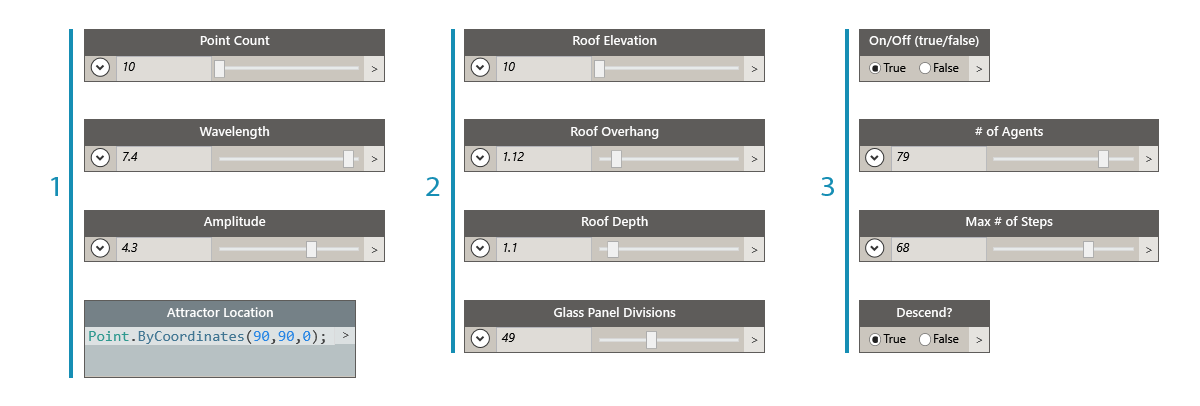 1
Point Count
10
>
Wavelength
7.4
>
Amplitude
4.3
>
Attractor Location
Point.ByCoordinates(90,90,0); >
2
Roof Elevation
10
>
Roof Overhang
1.12
>
Roof Depth
1.1
>
Glass Panel Divisions
49
>
3
On/Off (true/false)
True False >
# of Agents
79
>
Max # of Steps
68
>
Descend?
True False >